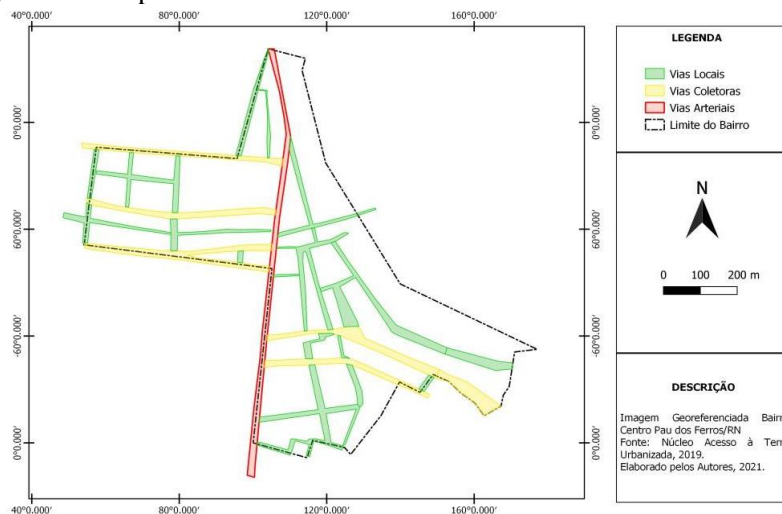 40°0.000' 80°0.000' 120°0.000' 160°0.000'
0°0.000' 0°0.000'
60°0.000' 60°0.000'
-60°0.000' -60°0.000'
0°0.000' 0°0.000'
40°0.000' 80°0.000' 120°0.000' 160°0.000'
LEGENDA
Vias Locais
Vias Coletoras
Vias Arteriais
Limite do Bairro
N
0 100 200 m
DESCRIÇÃO
Imagem Georeferenciada Bairr
Centro Pau dos Ferros/RN
Fonte: Núcleo Acesso à Terr
Urbanizada, 2019.
Elaborado pelos Autores, 2021.